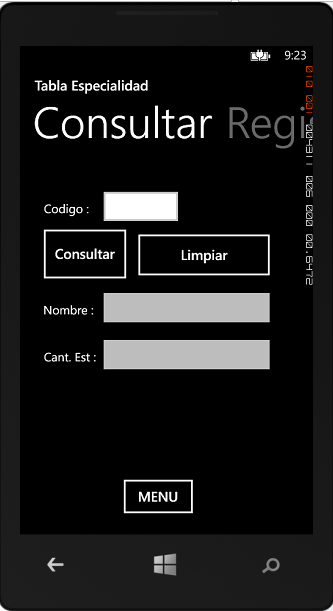 9:23
Tabla Especialidad
Consultar Regi
Codigo :
Consultar Limpiar
Nombre :
Cant. Est :
MENU